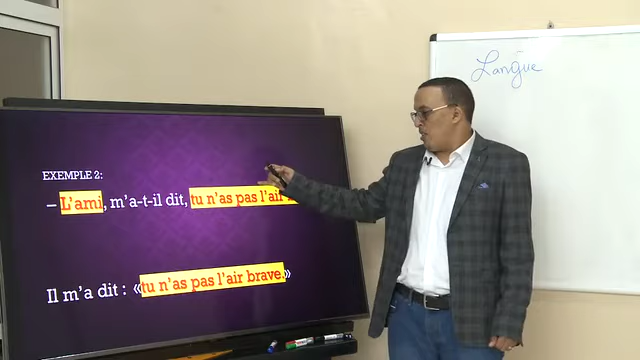 Langue
EXEMPLE 2:
– L'ami, m'a-t-il dit, tu n'as pas l'air
Il m'a dit : «tu n'as pas l'air brave.»